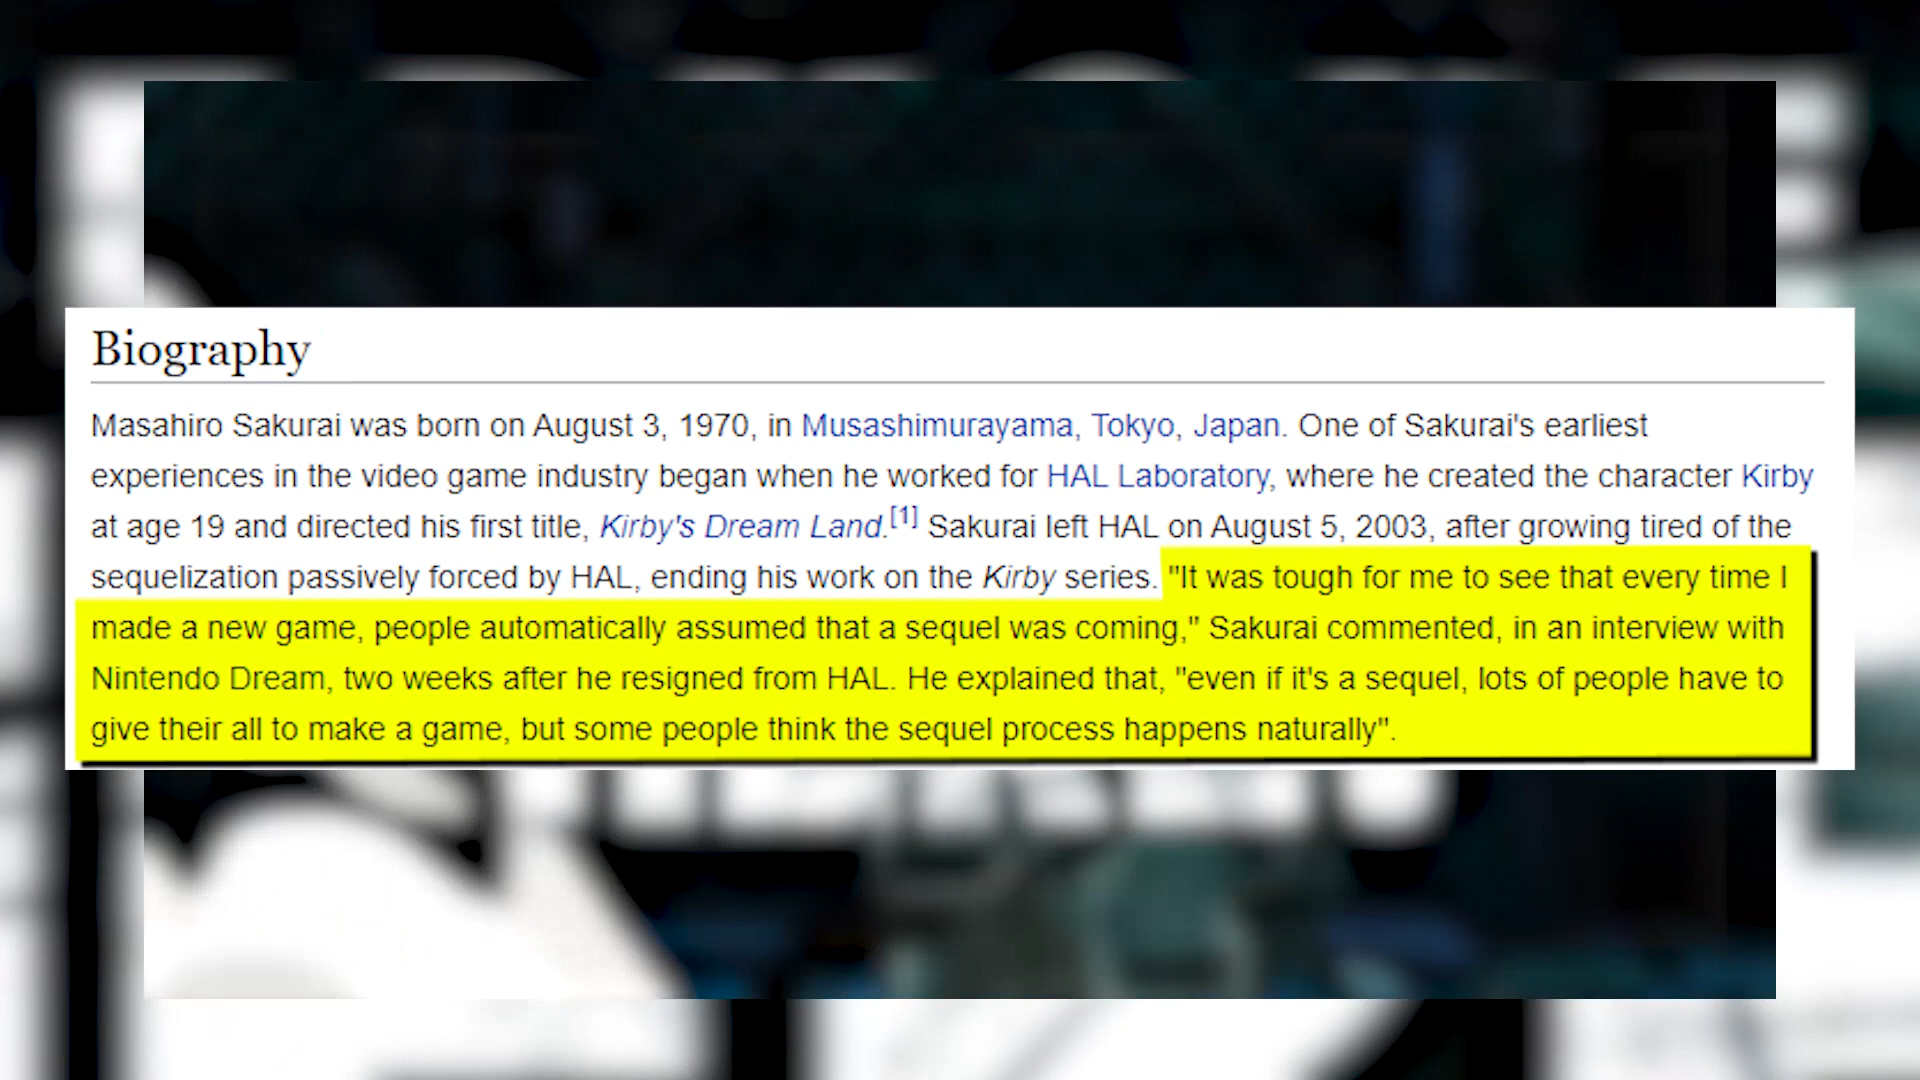 Biography
Masahiro Sakurai was born on August 3, 1970, in Musashimurayama, Tokyo, Japan. One of Sakurai's earliest
experiences in the video game industry began when he worked for HAL Laboratory, where he created the character Kirby
at age 19 and directed his first title, Kirby's Dream Land.[1] Sakurai left HAL on August 5, 2003, after growing tired of the
sequelization passively forced by HAL, ending his work on the Kirby series. "It was tough for me to see that every time I
made a new game, people automatically assumed that a sequel was coming," Sakurai commented, in an interview with
Nintendo Dream, two weeks after he resigned from HAL. He explained that, "even if it's a sequel, lots of people have to
give their all to make a game, but some people think the sequel process happens naturally".